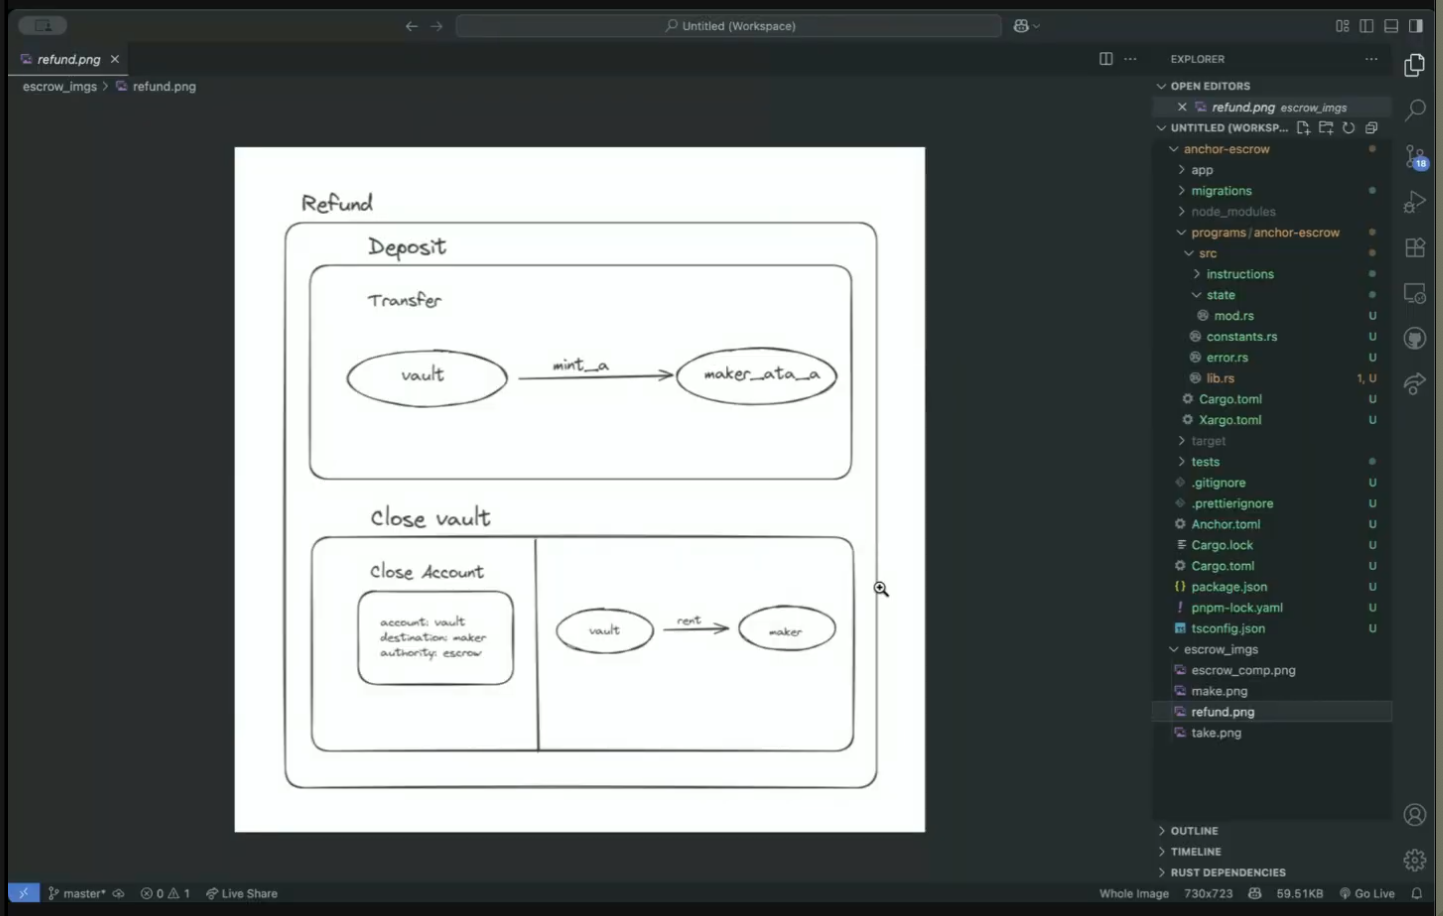 Untitled (Workspace)
refund.png
escrow_imgs > refund.png
Refund
Deposit
Transfer
vault
mint_a
maker_ata_a
Close vault
Close Account
account: vault
destination: maker
authority: escrow
vault
rent
maker
EXPLORER
OPEN EDITORS
refund.png escrow_imgs
UNTITLED (WORKSP...
anchor-escrow
app
migrations
node_modules
programs/anchor-escrow
src
instructions
state
mod.rs U
constants.rs U
error.rs U
lib.rs 1, U
Cargo.toml U
Xargo.toml U
target
tests
.gitignore U
.prettierignore U
Anchor.toml U
Cargo.lock U
Cargo.toml U
package.json U
pnpm-lock.yaml U
tsconfig.json U
escrow_imgs
escrow_comp.png
make.png
refund.png
take.png
OUTLINE
TIMELINE
RUST DEPENDENCIES
18
master* 0 1 Live Share
Whole Image 730x723 59.51KB Go Live